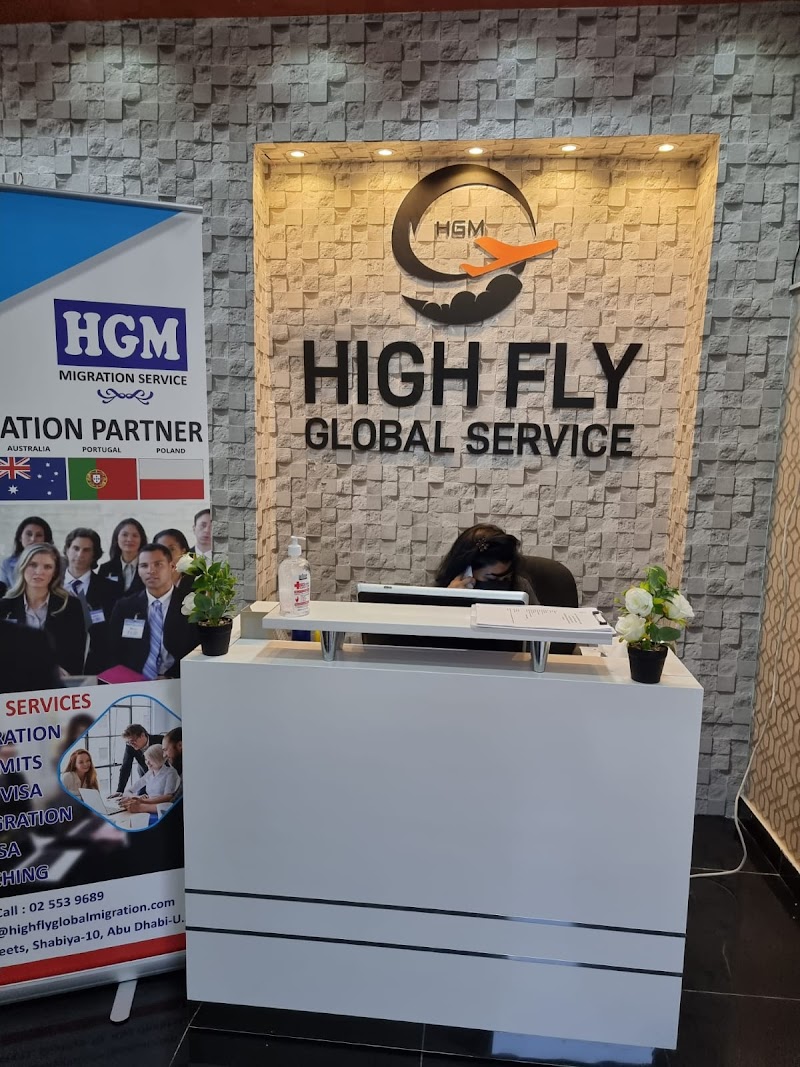 HGM
HIGH FLY
GLOBAL SERVICE
HGM
MIGRATION SERVICE
ATION PARTNER
AUSTRALIA PORTUGAL POLAND
SERVICES
RATION
MITS
VISA
GRATION
SA
CHING
Call : 02 553 9689
@highflyglobalmigration.com
eets, Shabiya-10, Abu Dhabi-U.